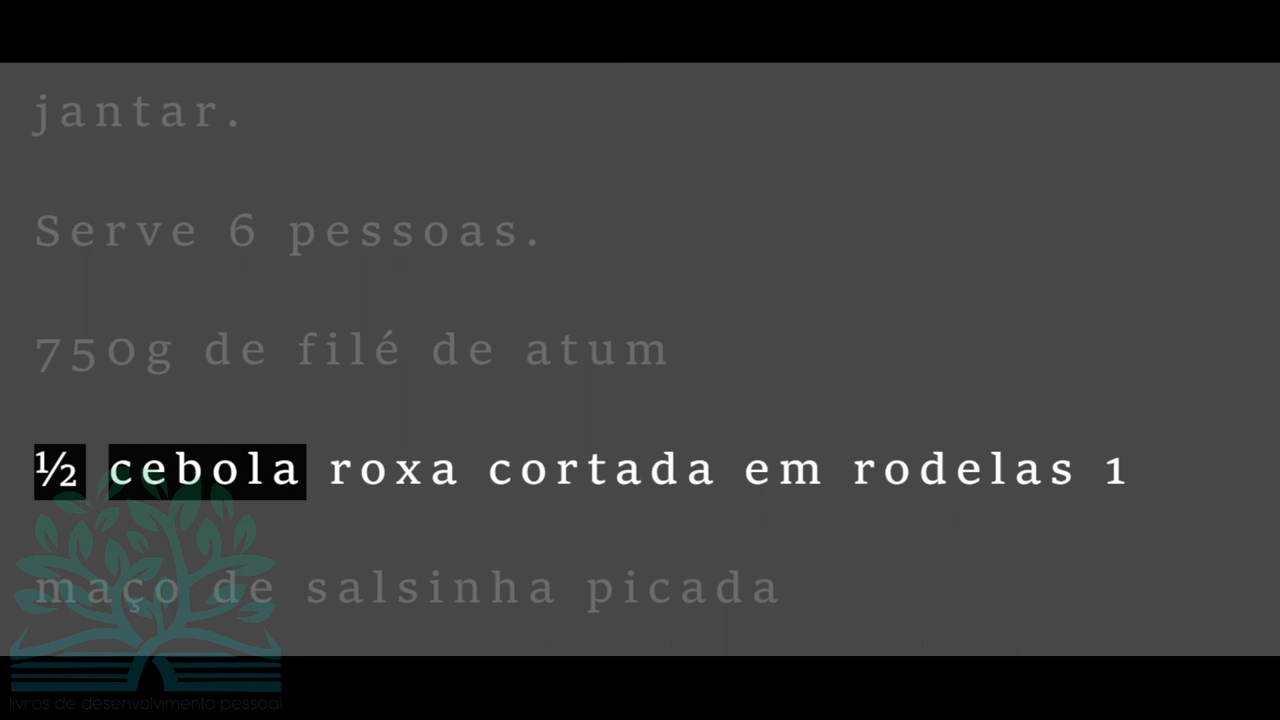 jantar.
Serve 6 pessoas.
750g de filé de atum
½ cebola roxa cortada em rodelas 1
maço de salsinha picada
livros de desenvolvimento pessoal